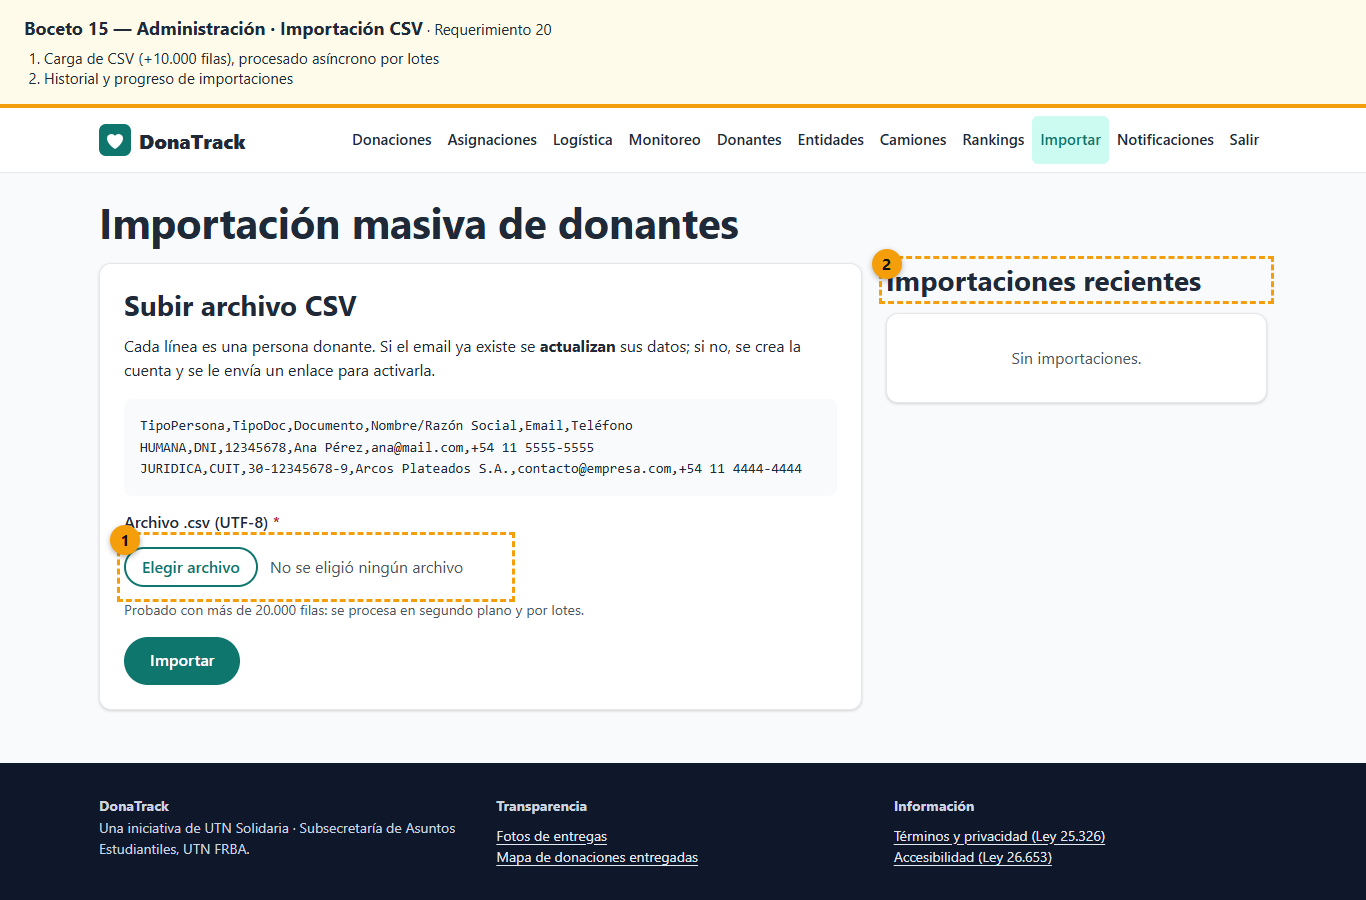 Boceto 15 — Administración · Importación CSV · Requerimiento 20
1. Carga de CSV (+10.000 filas), procesado asíncrono por lotes
2. Historial y progreso de importaciones
DonaTrack
Donaciones Asignaciones Logística Monitoreo Donantes Entidades Camiones Rankings Importar Notificaciones Salir
Importación masiva de donantes
Subir archivo CSV
Cada línea es una persona donante. Si el email ya existe se actualizan sus datos; si no, se crea la
cuenta y se le envía un enlace para activarla.
TipoPersona,TipoDoc,Documento,Nombre/Razón Social,Email,Teléfono
HUMANA,DNI,12345678,Ana Pérez,ana@mail.com,+54 11 5555-5555
JURIDICA,CUIT,30-12345678-9,Arcos Plateados S.A.,contacto@empresa.com,+54 11 4444-4444
Archivo .csv (UTF-8) *
1
Elegir archivo No se eligió ningún archivo
Probado con más de 20.000 filas: se procesa en segundo plano y por lotes.
Importar
2
Importaciones recientes
Sin importaciones.
DonaTrack
Una iniciativa de UTN Solidaria · Subsecretaría de Asuntos
Estudiantiles, UTN FRBA.
Transparencia
Fotos de entregas
Mapa de donaciones entregadas
Información
Términos y privacidad (Ley 25.326)
Accesibilidad (Ley 26.653)